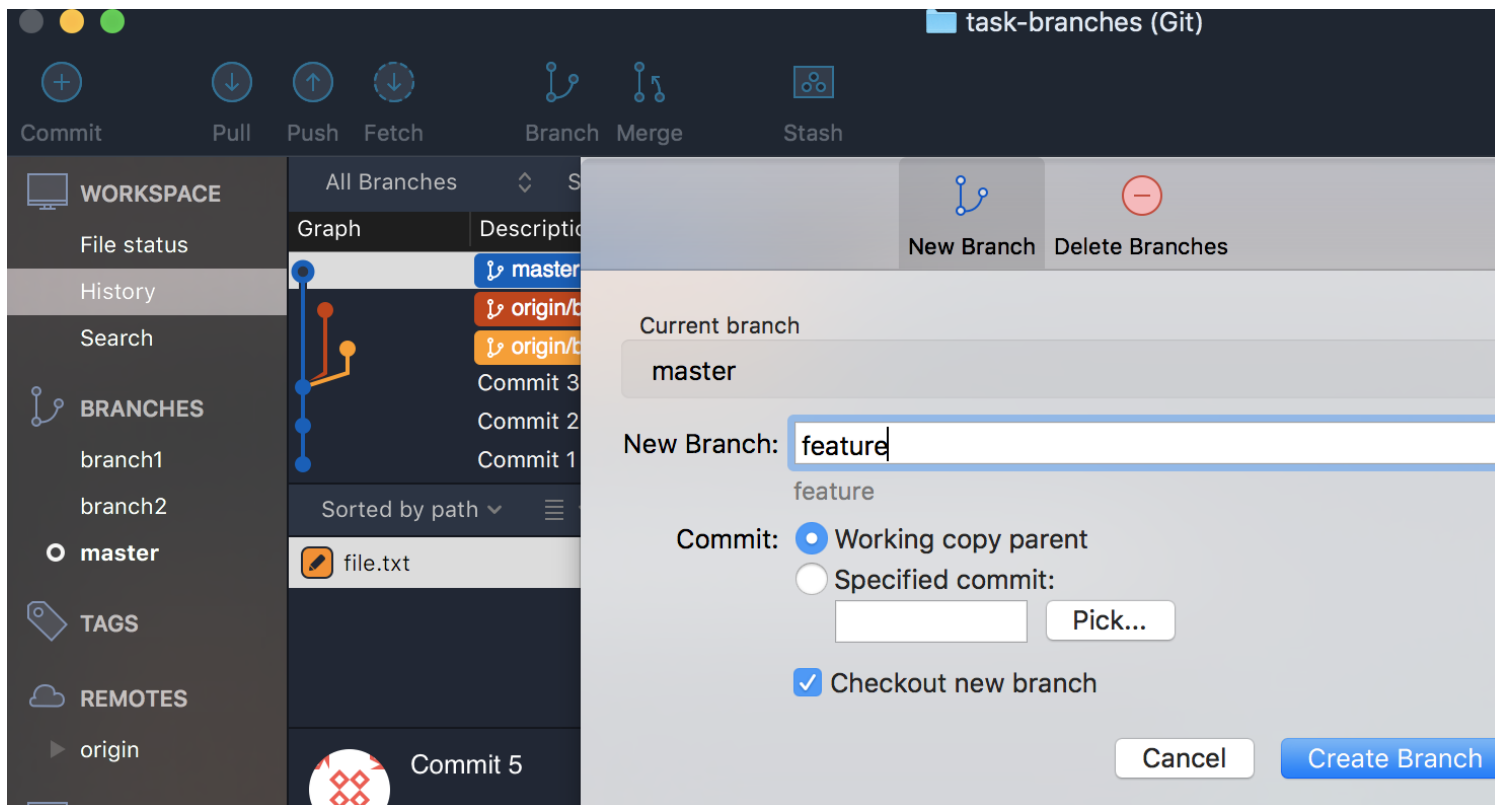 task-branches (Git)
Commit Pull Push Fetch Branch Merge Stash
WORKSPACE
File status
History
Search
BRANCHES
branch1
branch2
master
TAGS
REMOTES
origin
All Branches
Graph
master
Commit 3
Commit 2
Commit 1
Sorted by path
file.txt
Commit 5
New Branch Delete Branches
Current branch
master
New Branch: feature
feature
Commit: Working copy parent
Specified commit:
Pick...
Checkout new branch
Cancel Create Branch